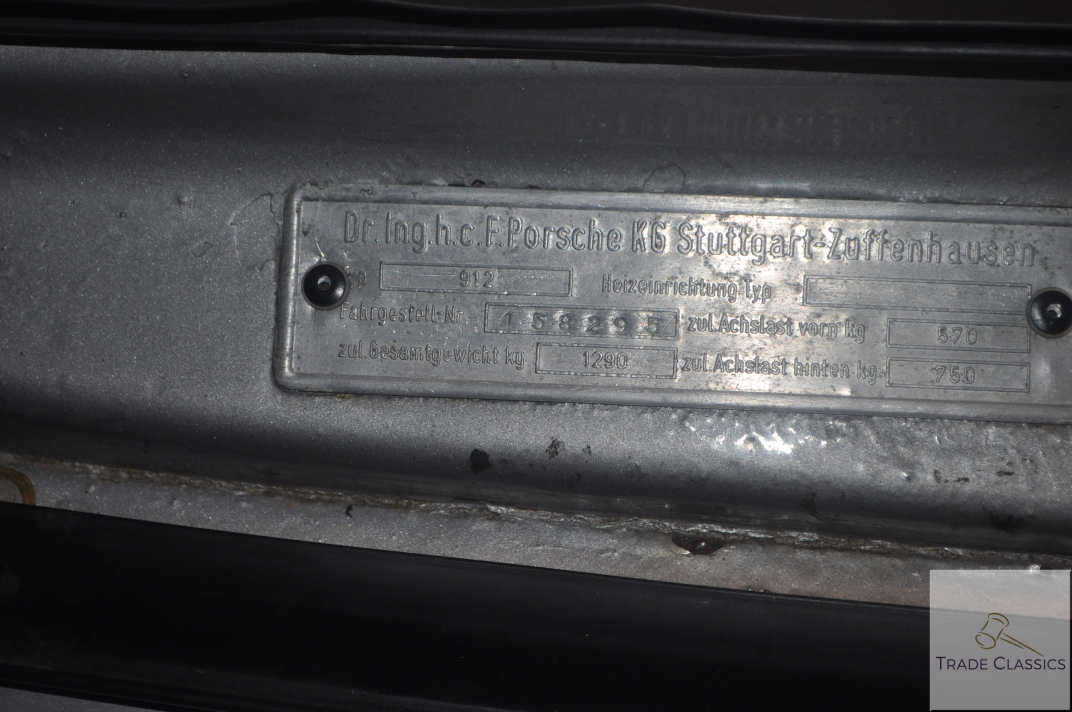 Dr. Ing. h. c. F. Porsche KG Stuttgart-Zuffenhausen
912 Heizeinrichtung Typ
Fahrgestell-Nr. 458295 zul. Achslast vorn kg 570
zul. Gesamtgewicht kg 1290 zul. Achslast hinten kg 750
TRADE CLASSICS